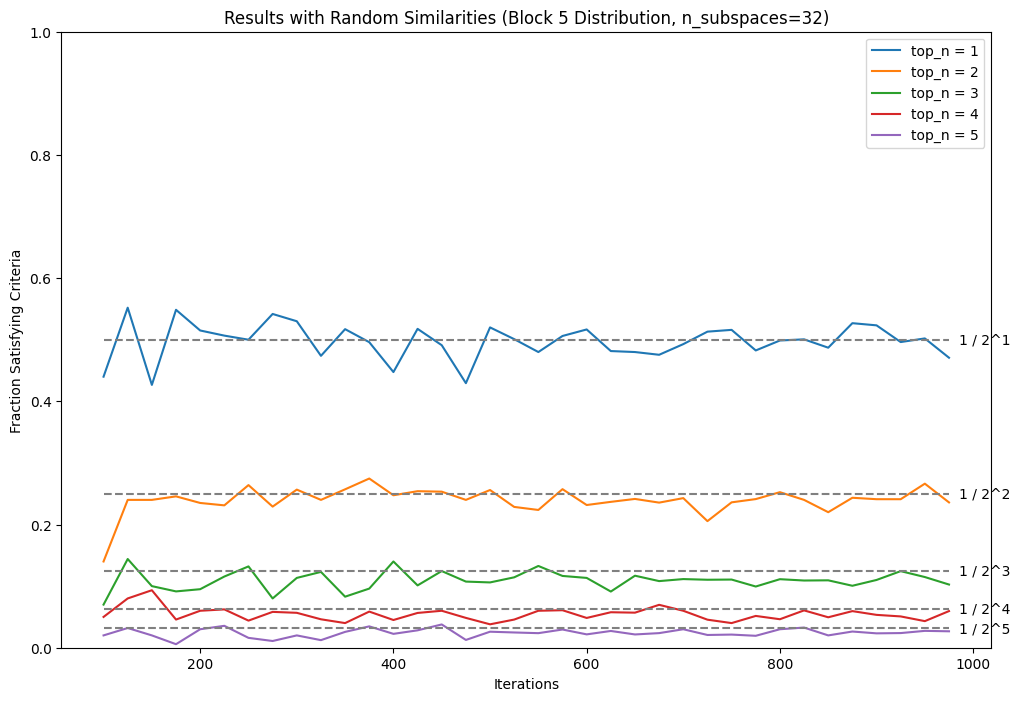 Results with Random Similarities (Block 5 Distribution, n_subspaces=32)
top_n = 1
top_n = 2
top_n = 3
top_n = 4
top_n = 5
Fraction Satisfying Criteria
1.0
0.8
0.6
0.4
0.2
0.0
1 / 2^1
1 / 2^2
1 / 2^3
1 / 2^4
1 / 2^5
200
400
600
800
1000
Iterations